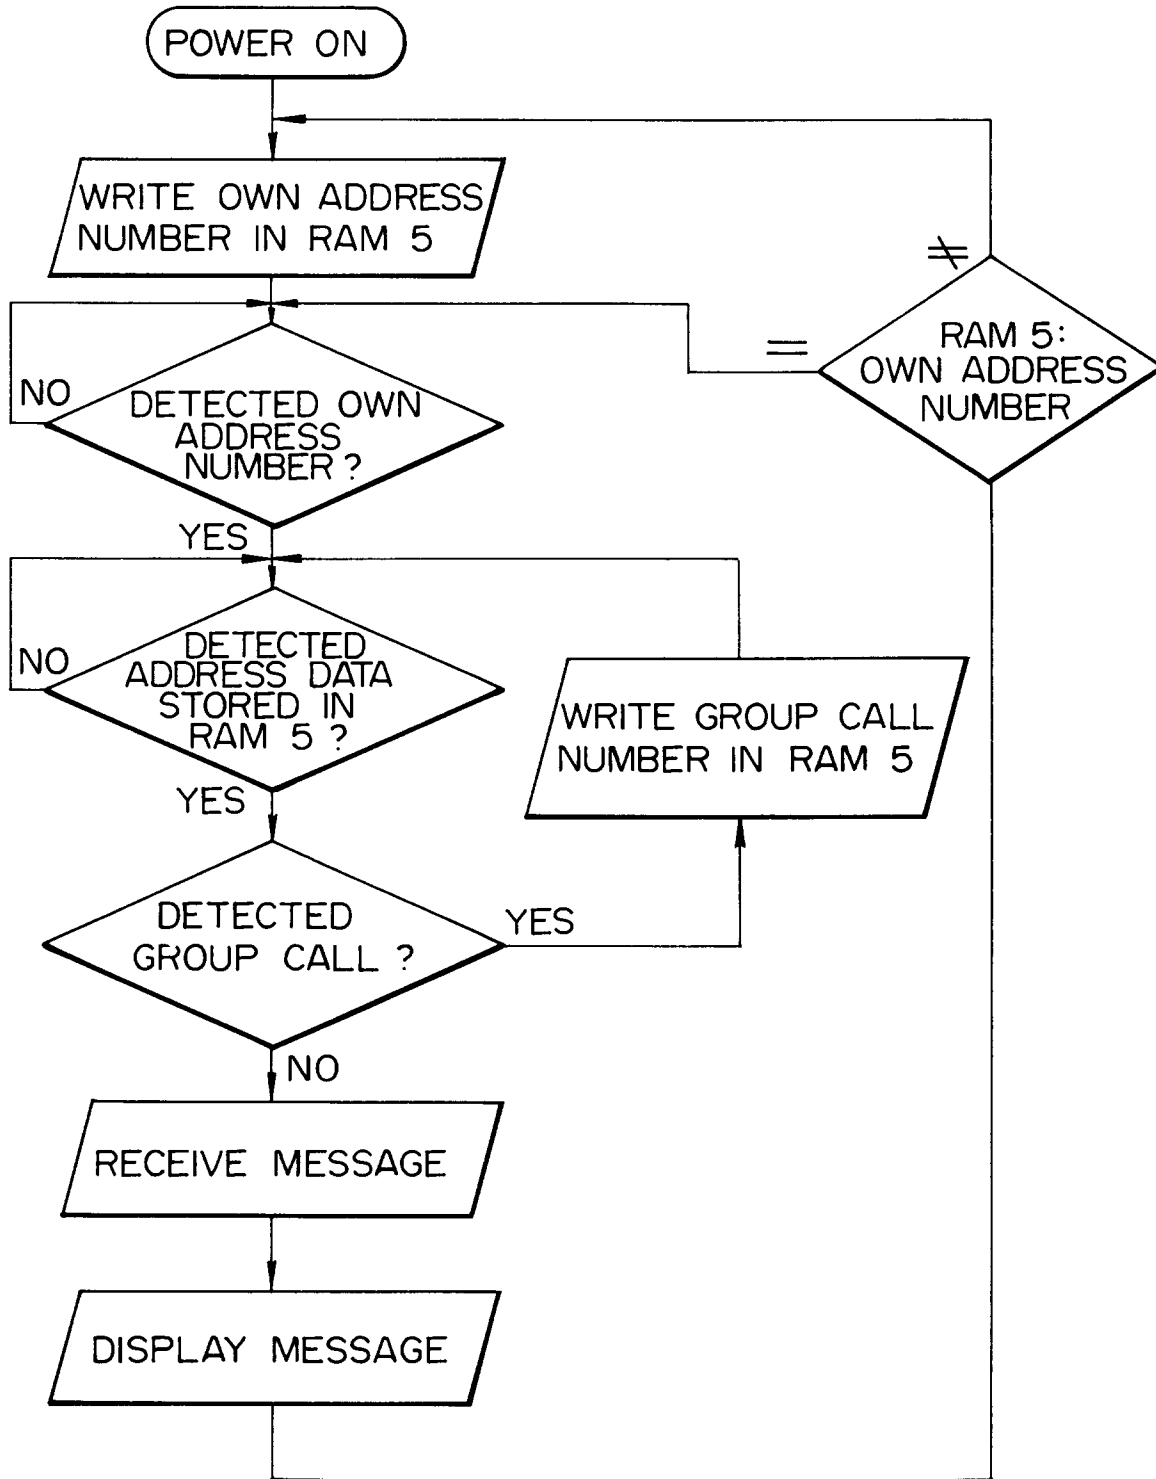 POWER ON
WRITE OWN ADDRESS
NUMBER IN RAM 5
≠
RAM 5:
OWN ADDRESS
NUMBER
=
NO
DETECTED OWN
ADDRESS
NUMBER ?
YES
NO
DETECTED
ADDRESS DATA
STORED IN
RAM 5 ?
YES
WRITE GROUP CALL
NUMBER IN RAM 5
DETECTED
GROUP CALL ?
YES
NO
RECEIVE MESSAGE
DISPLAY MESSAGE